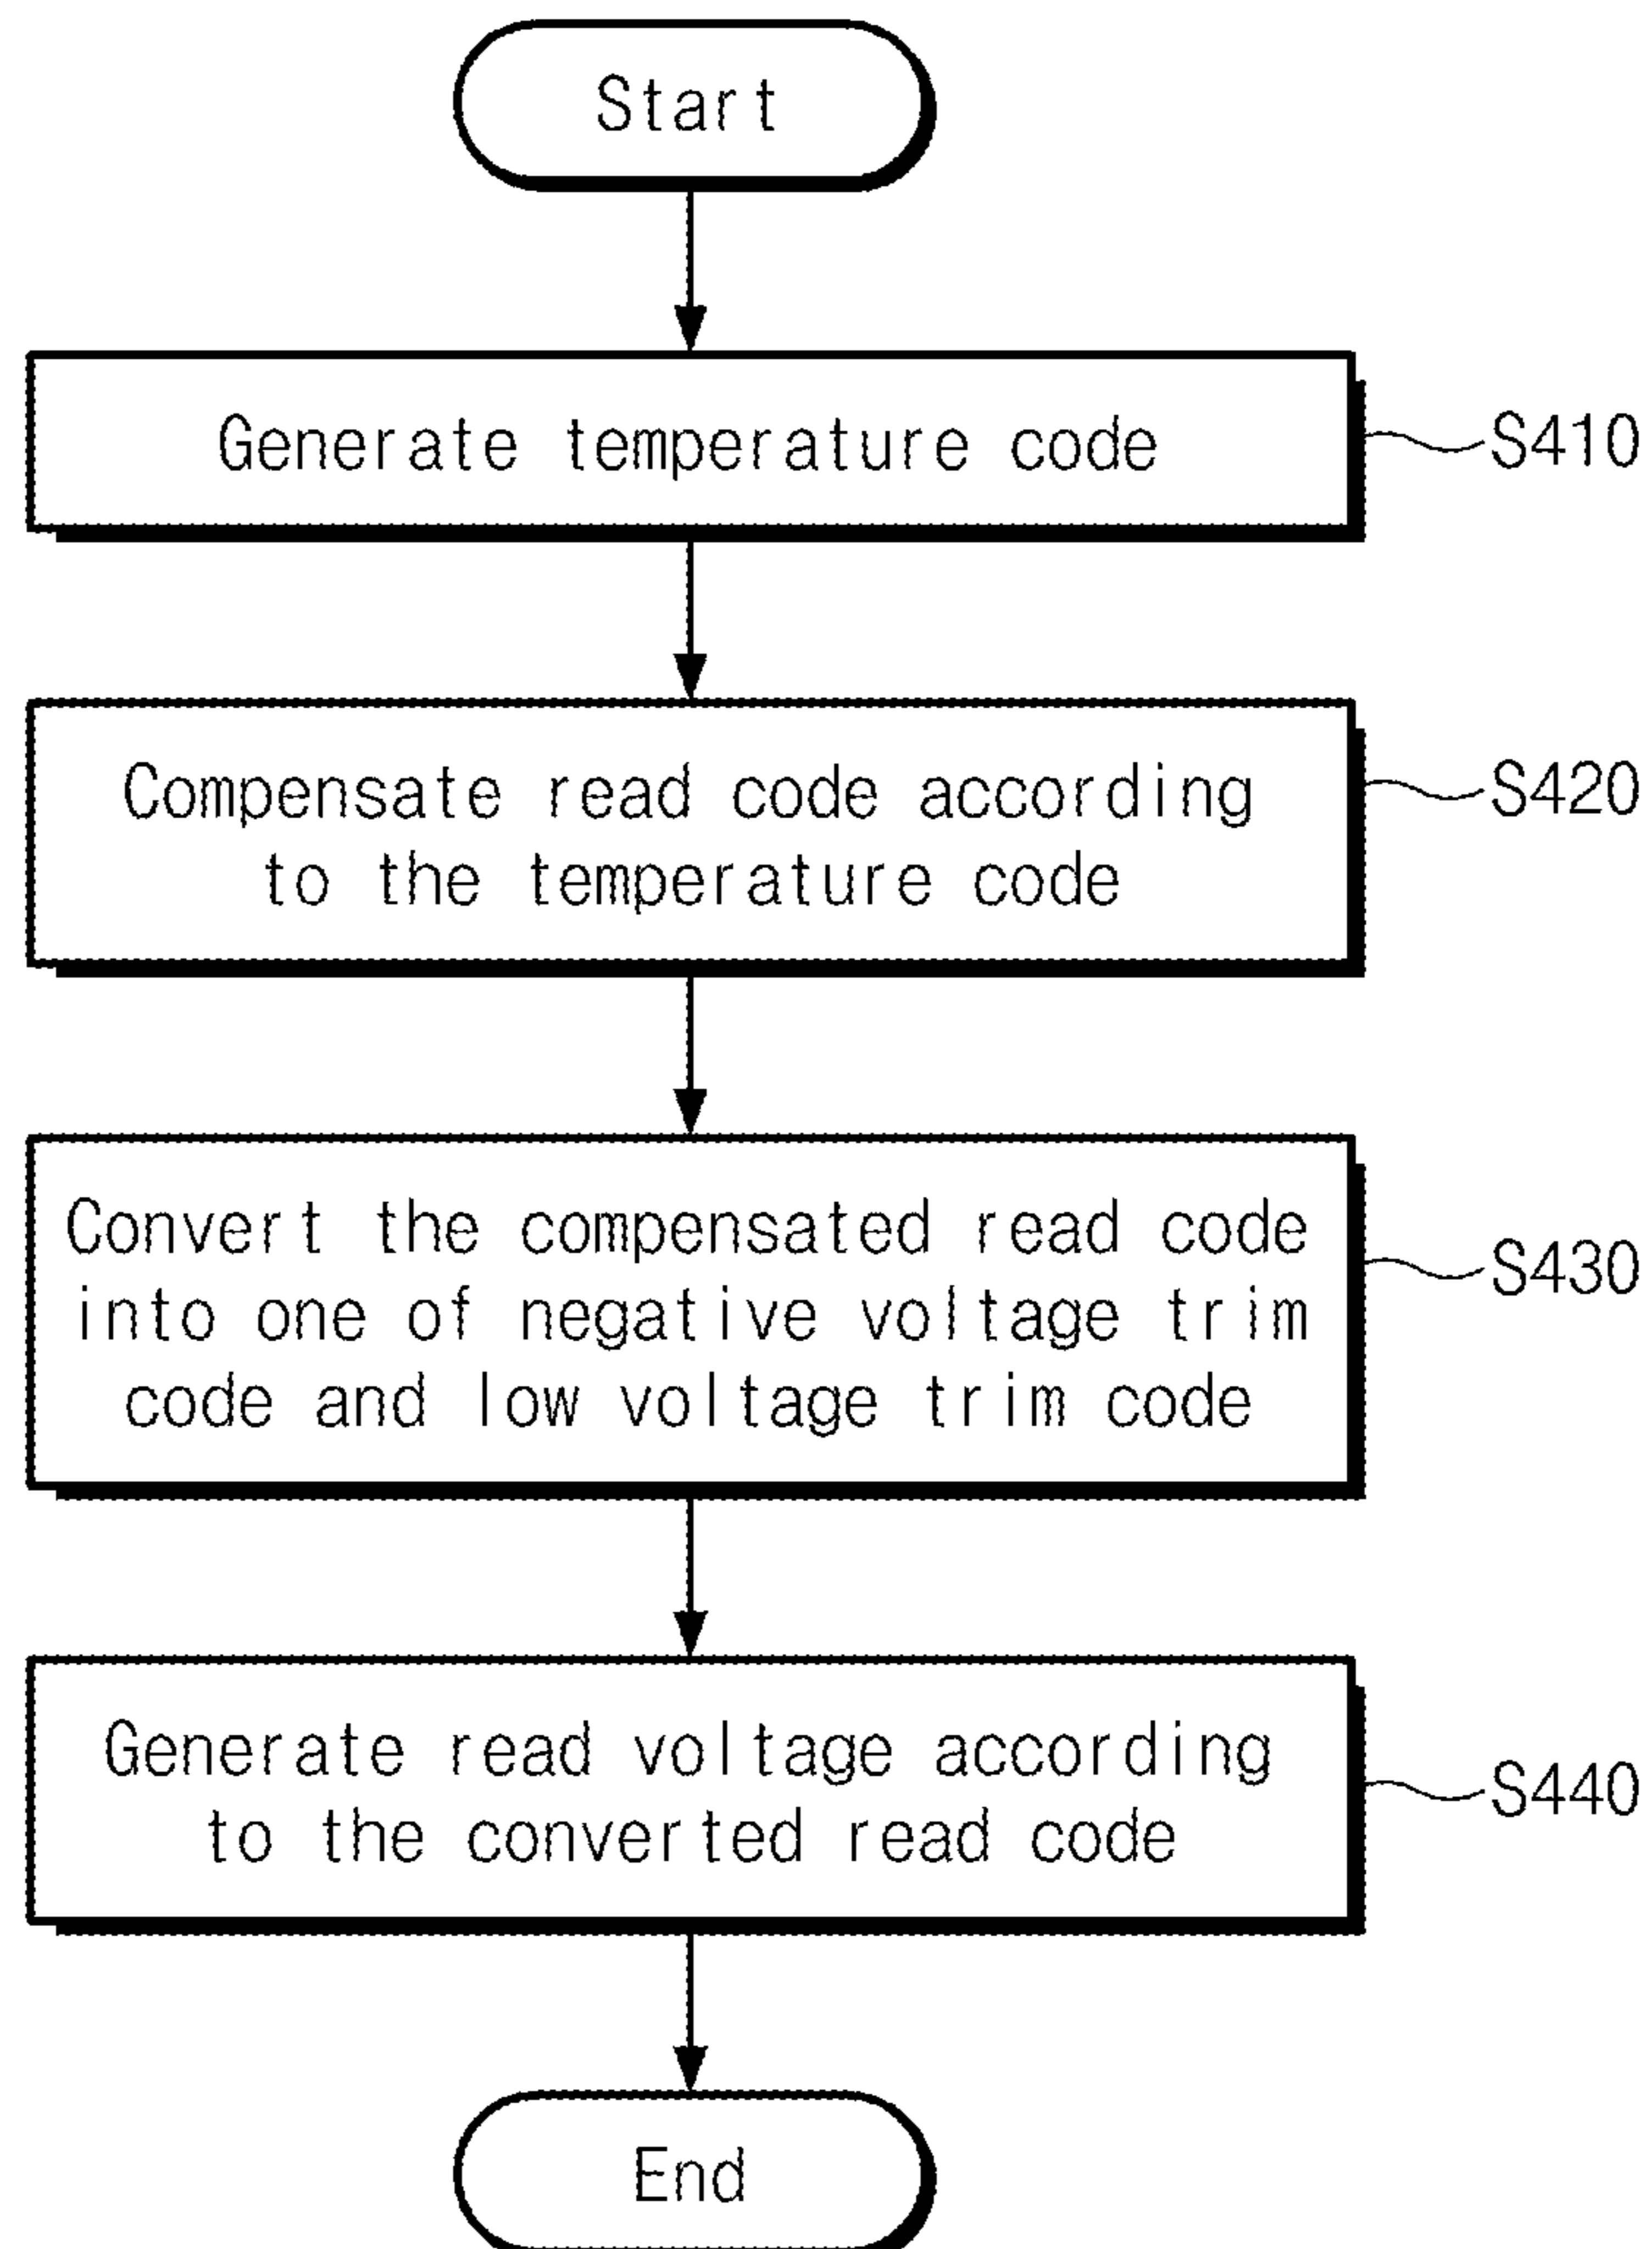 Start
Generate temperature code
S410
Compensate read code according
to the temperature code
S420
Convert the compensated read code
into one of negative voltage trim
code and low voltage trim code
S430
Generate read voltage according
to the converted read code
S440
End